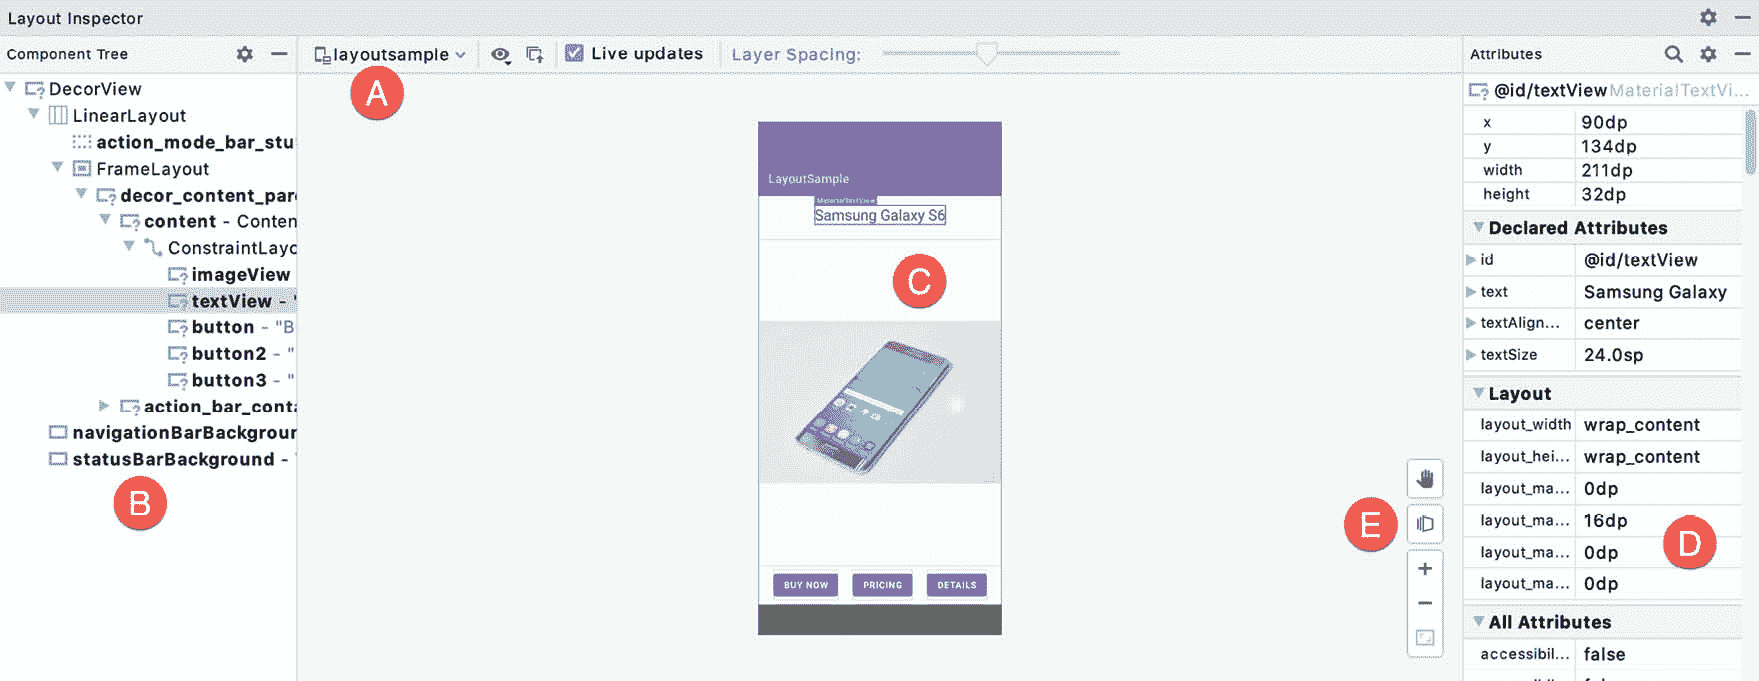 Layout Inspector
Component Tree
layoutsample
Live updates
Layer Spacing:
Attributes
A
DecorView
LinearLayout
action_mode_bar_stu
FrameLayout
decor_content_par
content - Conten
ConstraintLayo
imageView
textView - "
button - "B
button2 - "
button3 - "
action_bar_conta
navigationBarBackgrour
statusBarBackground - "
B
LayoutSample
MaterialTextView
Samsung Galaxy S6
C
BUY NOW
PRICING
DETAILS
E
@id/textView MaterialTextVi...
x 90dp
y 134dp
width 211dp
height 32dp
Declared Attributes
id @id/textView
text Samsung Galaxy
textAlign... center
textSize 24.0sp
Layout
layout_width wrap_content
layout_hei... wrap_content
layout_ma... 0dp
layout_ma... 16dp
D
layout_ma... 0dp
layout_ma... 0dp
All Attributes
accessibil... false